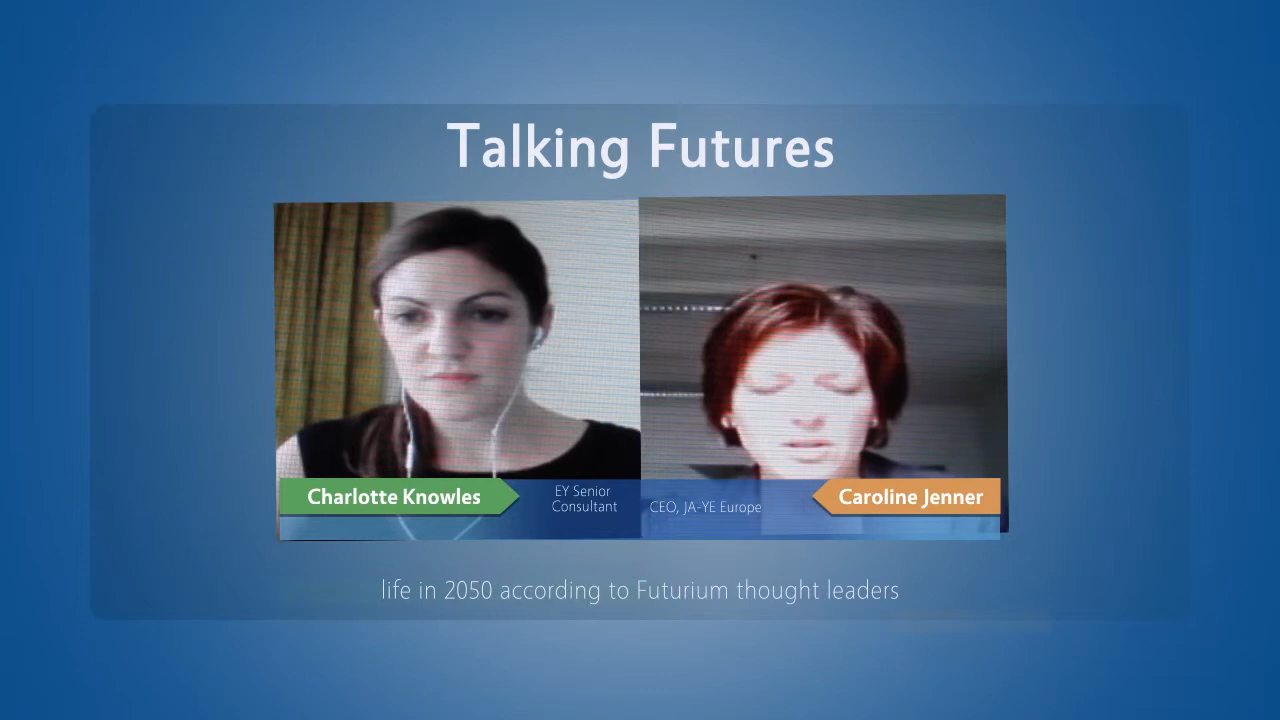 Talking Futures
Charlotte Knowles
EY Senior
Consultant
CEO, JA-YE Europe
Caroline Jenner
life in 2050 according to Futurium thought leaders